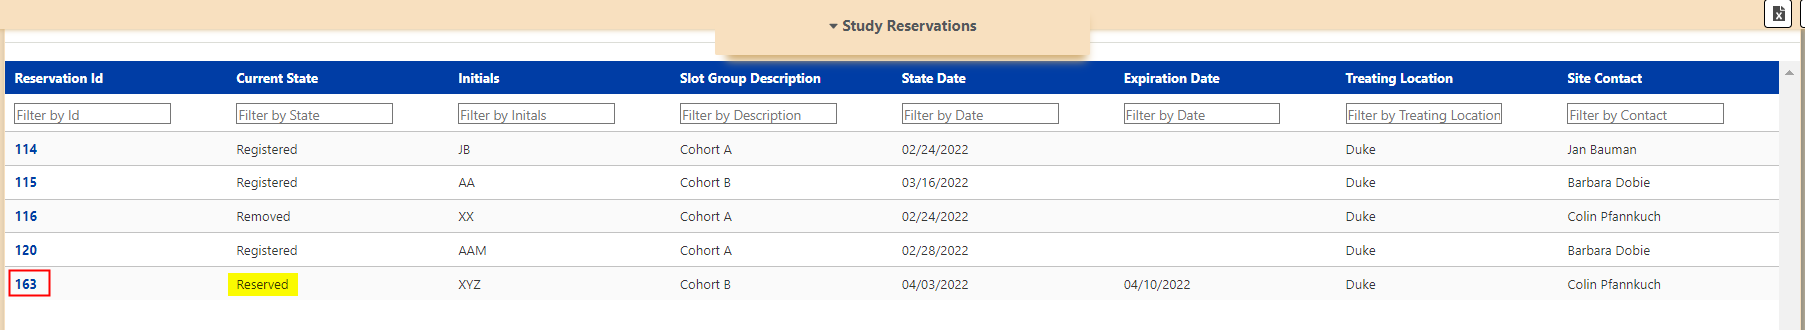 Study Reservations
Reservation Id Current State Initials Slot Group Description State Date Expiration Date Treating Location Site Contact
Filter by Id Filter by State Filter by Initals Filter by Description Filter by Date Filter by Date Filter by Treating Location Filter by Contact
114 Registered JB Cohort A 02/24/2022 Duke Jan Bauman
115 Registered AA Cohort B 03/16/2022 Duke Barbara Dobie
116 Removed XX Cohort A 02/24/2022 Duke Colin Pfannkuch
120 Registered AAM Cohort A 02/28/2022 Duke Barbara Dobie
163 Reserved XYZ Cohort B 04/03/2022 04/10/2022 Duke Colin Pfannkuch